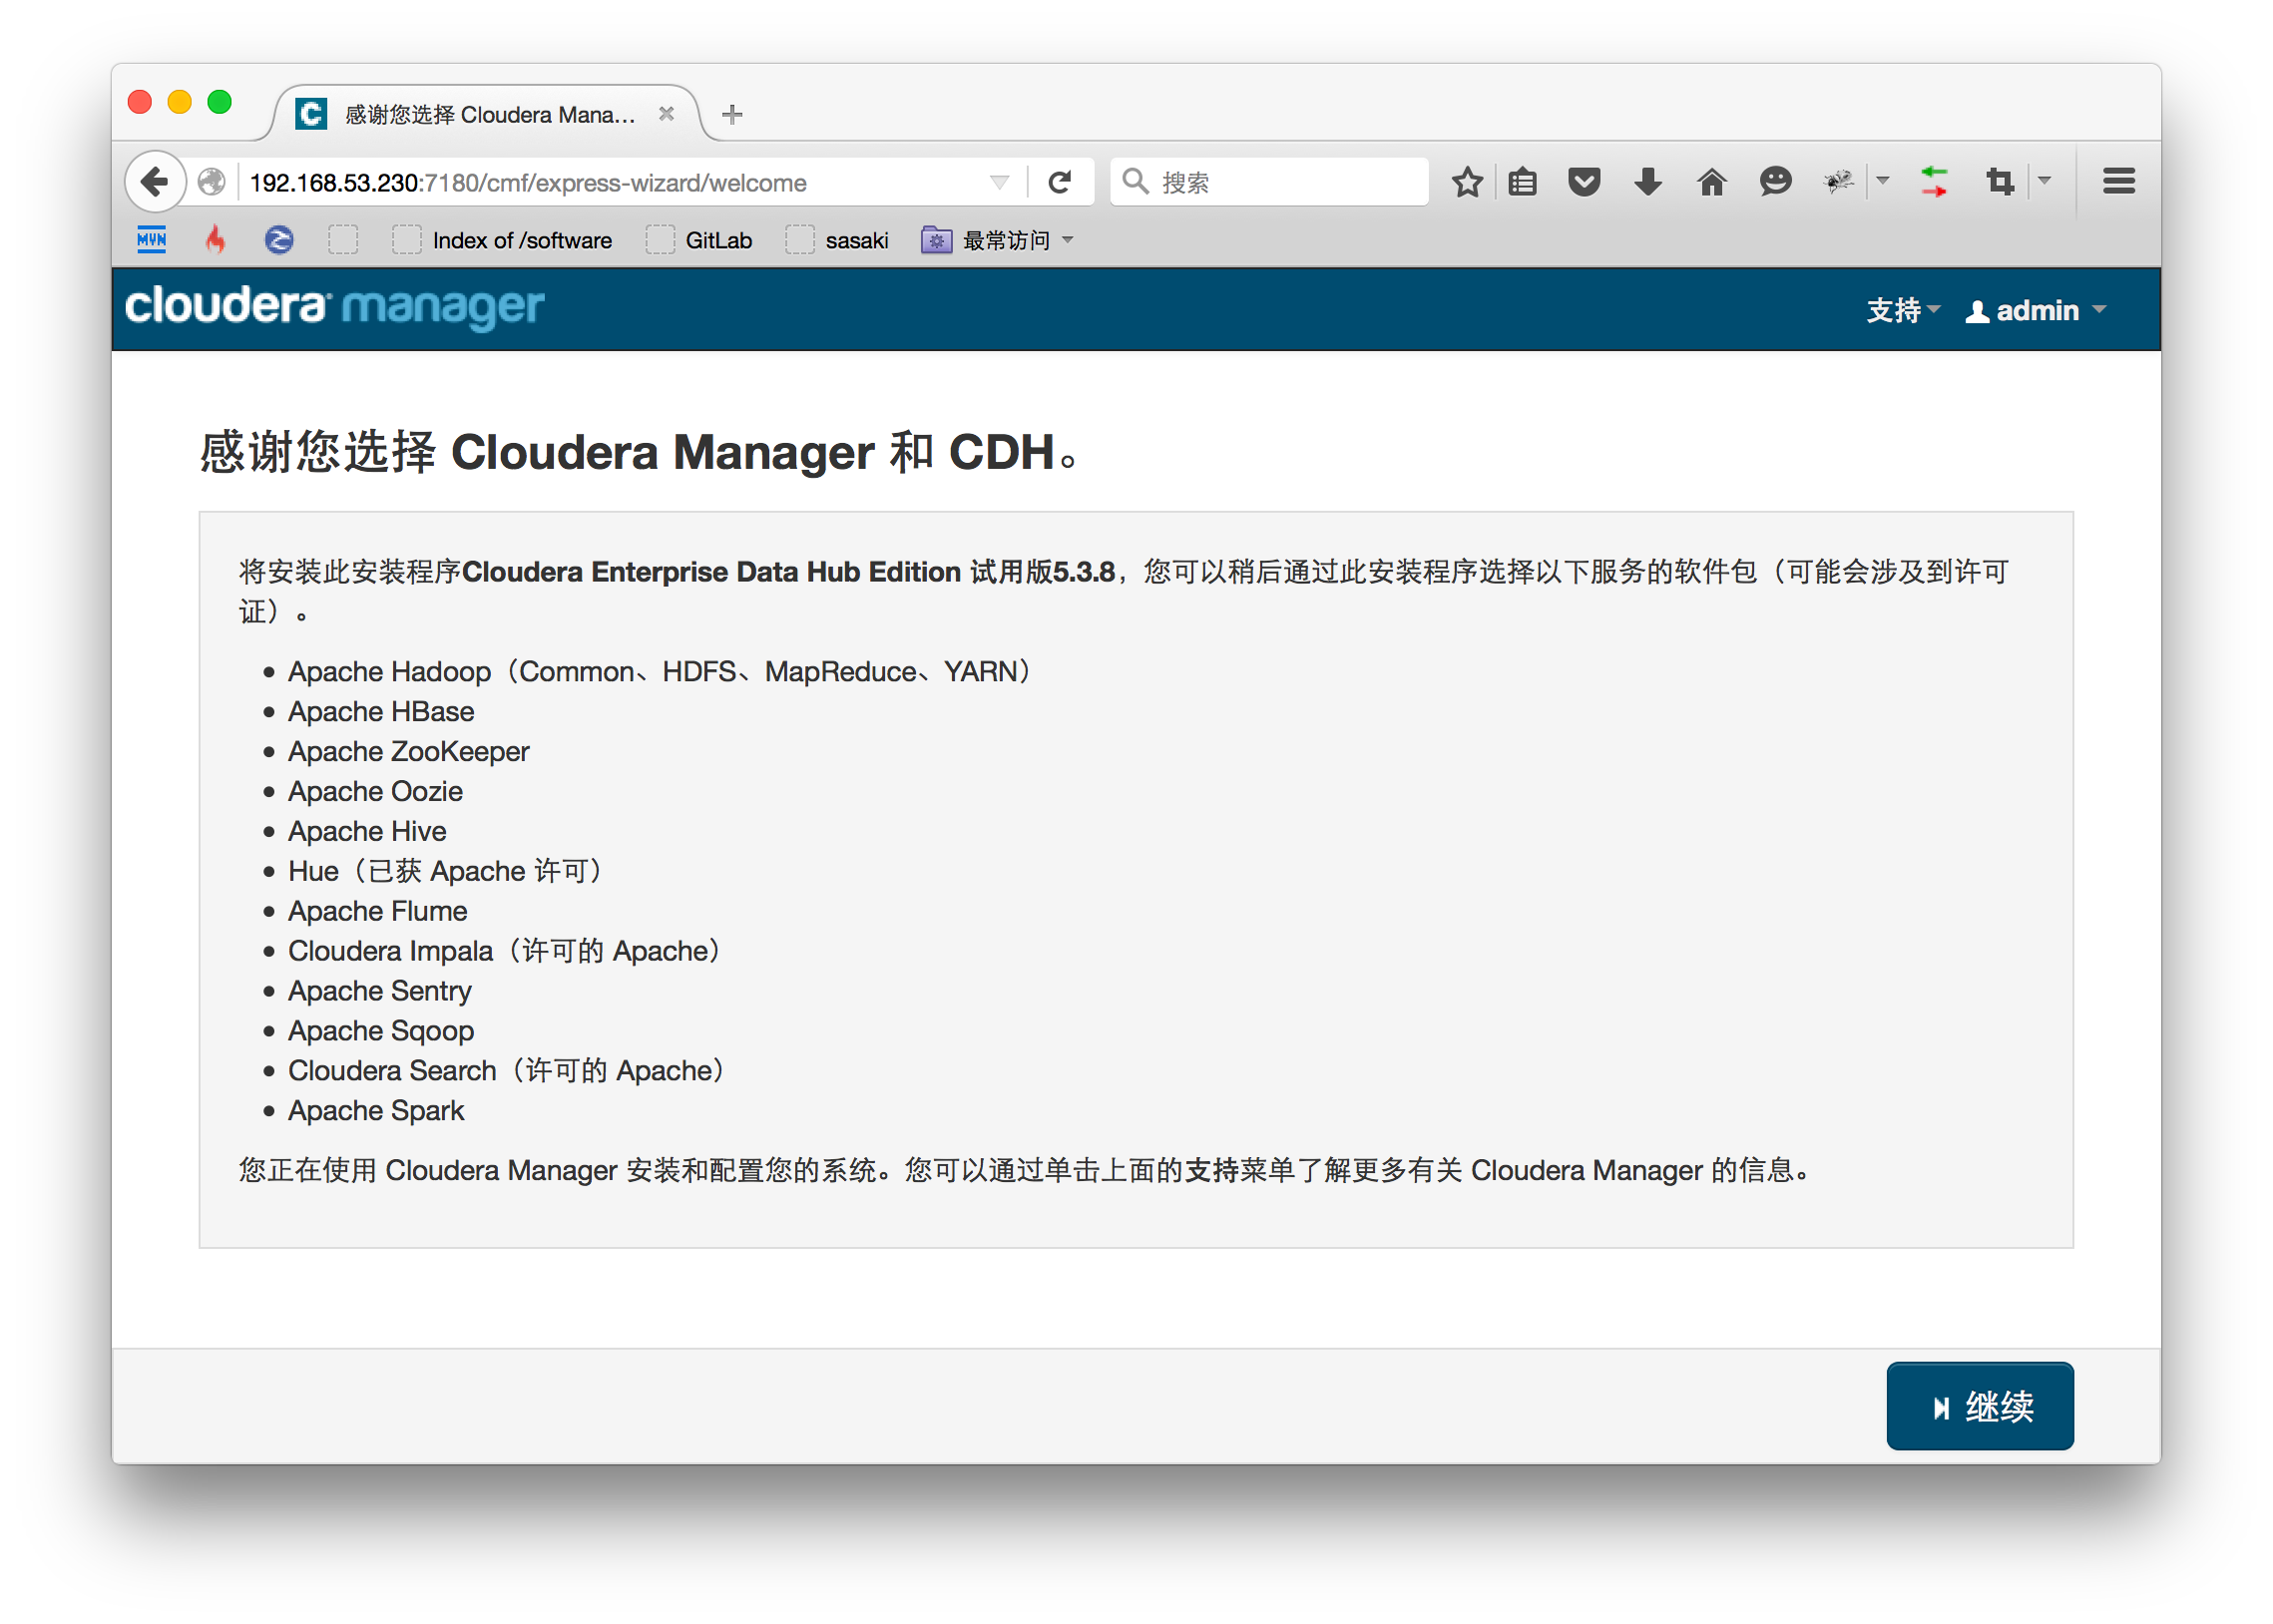 感谢您选择 Cloudera Mana...
192.168.53.230:7180/cmf/express-wizard/welcome
搜索
MVN
Index of /software
GitLab
sasaki
最常访问
cloudera manager
支持
admin
感谢您选择 Cloudera Manager 和 CDH。
将安装此安装程序Cloudera Enterprise Data Hub Edition 试用版5.3.8，您可以稍后通过此安装程序选择以下服务的软件包（可能会涉及到许可
证）。
Apache Hadoop（Common、HDFS、MapReduce、YARN）
Apache HBase
Apache ZooKeeper
Apache Oozie
Apache Hive
Hue（已获 Apache 许可）
Apache Flume
Cloudera Impala（许可的 Apache）
Apache Sentry
Apache Sqoop
Cloudera Search（许可的 Apache）
Apache Spark
您正在使用 Cloudera Manager 安装和配置您的系统。您可以通过单击上面的支持菜单了解更多有关 Cloudera Manager 的信息。
继续